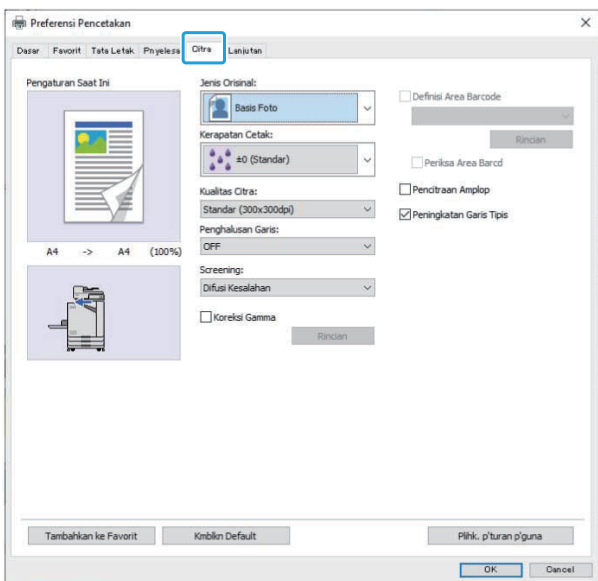 Preferensi Pencetakan
Dasar Favorit Tata Letak Pnyelesa Citra Lanjutan
Pengaturan Saat Ini
A4 -> A4 (100%)
Jenis Orisinal:
Basis Foto
Kerapatan Cetak:
±0 (Standar)
Kualitas Citra:
Standar (300x300dpi)
Penghalusan Garis:
OFF
Screening:
Difusi Kesalahan
Koreksi Gamma
Rincian
Definisi Area Barcode
Rincian
Periksa Area Barcd
Pencitraan Amplop
Peningkatan Garis Tipis
Tambahkan ke Favorit Kmblkn Default Plihk. p'turan p'guna
OK Cancel